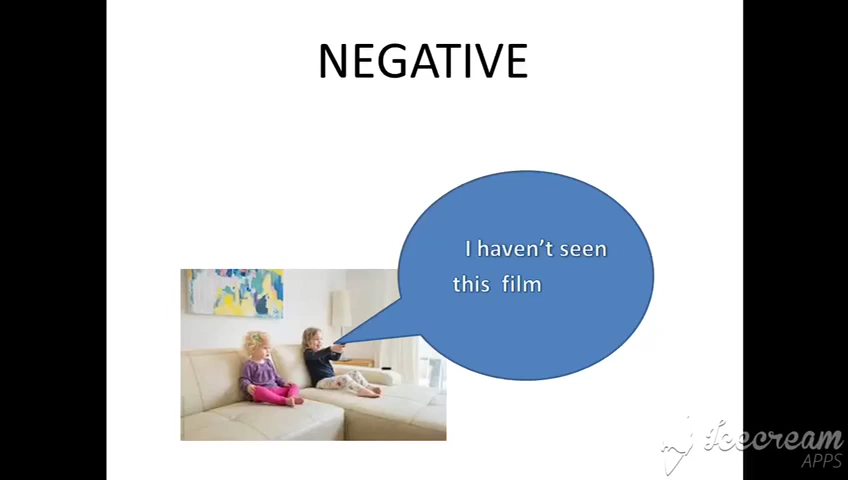 NEGATIVE
I haven't seen
this film
Icecream
APPS